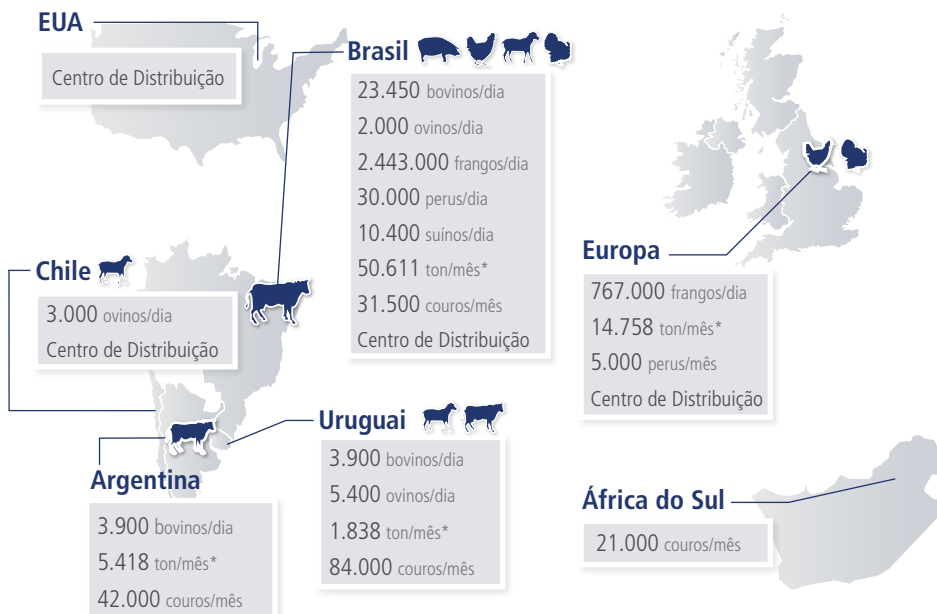 EUA
Centro de Distribuição
Brasil
23.450 bovinos/dia
2.000 ovinos/dia
2.443.000 frangos/dia
30.000 perus/dia
10.400 suínos/dia
50.611 ton/mês*
31.500 couros/mês
Centro de Distribuição
Chile
3.000 ovinos/dia
Centro de Distribuição
Argentina
3.900 bovinos/dia
5.418 ton/mês*
42.000 couros/mês
Uruguai
3.900 bovinos/dia
5.400 ovinos/dia
1.838 ton/mês*
84.000 couros/mês
Europa
767.000 frangos/dia
14.758 ton/mês*
5.000 perus/mês
Centro de Distribuição
África do Sul
21.000 couros/mês